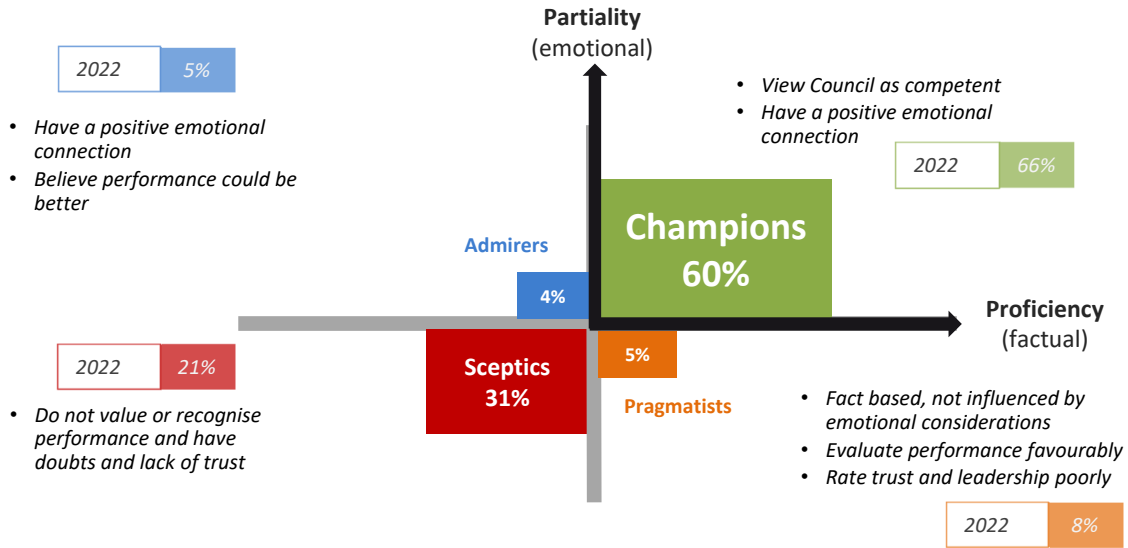 Partiality
(emotional)
2022 5%
• Have a positive emotional
connection
• Believe performance could be
better
• View Council as competent
• Have a positive emotional
connection
2022 66%
Admirers
4%
Champions
60%
Proficiency
(factual)
2022 21%
• Do not value or recognise
performance and have
doubts and lack of trust
Sceptics
31%
5%
Pragmatists
• Fact based, not influenced by
emotional considerations
• Evaluate performance favourably
• Rate trust and leadership poorly
2022 8%